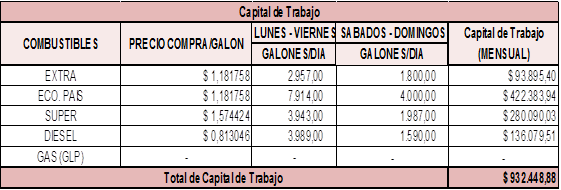 Capital de Trabajo
COMBUSTIBLES PRECIO COMPRA/GALON LUNES - VIERNES SABADOS - DOMINGOS Capital de Trabajo (MENSUAL)
GALONES/DIA GALONES/DIA
EXTRA $ 1,181758 2.957,00 1.800,00 $ 93.895,40
ECO. PAIS $ 1,181758 7.914,00 4.000,00 $ 422.383,94
SUPER $ 1,574424 3.943,00 1.987,00 $ 280.090,03
DIESEL $ 0,813046 3.989,00 1.590,00 $ 136.079,51
GAS (GLP) - - - -
Total de Capital de Trabajo $ 932.448,88